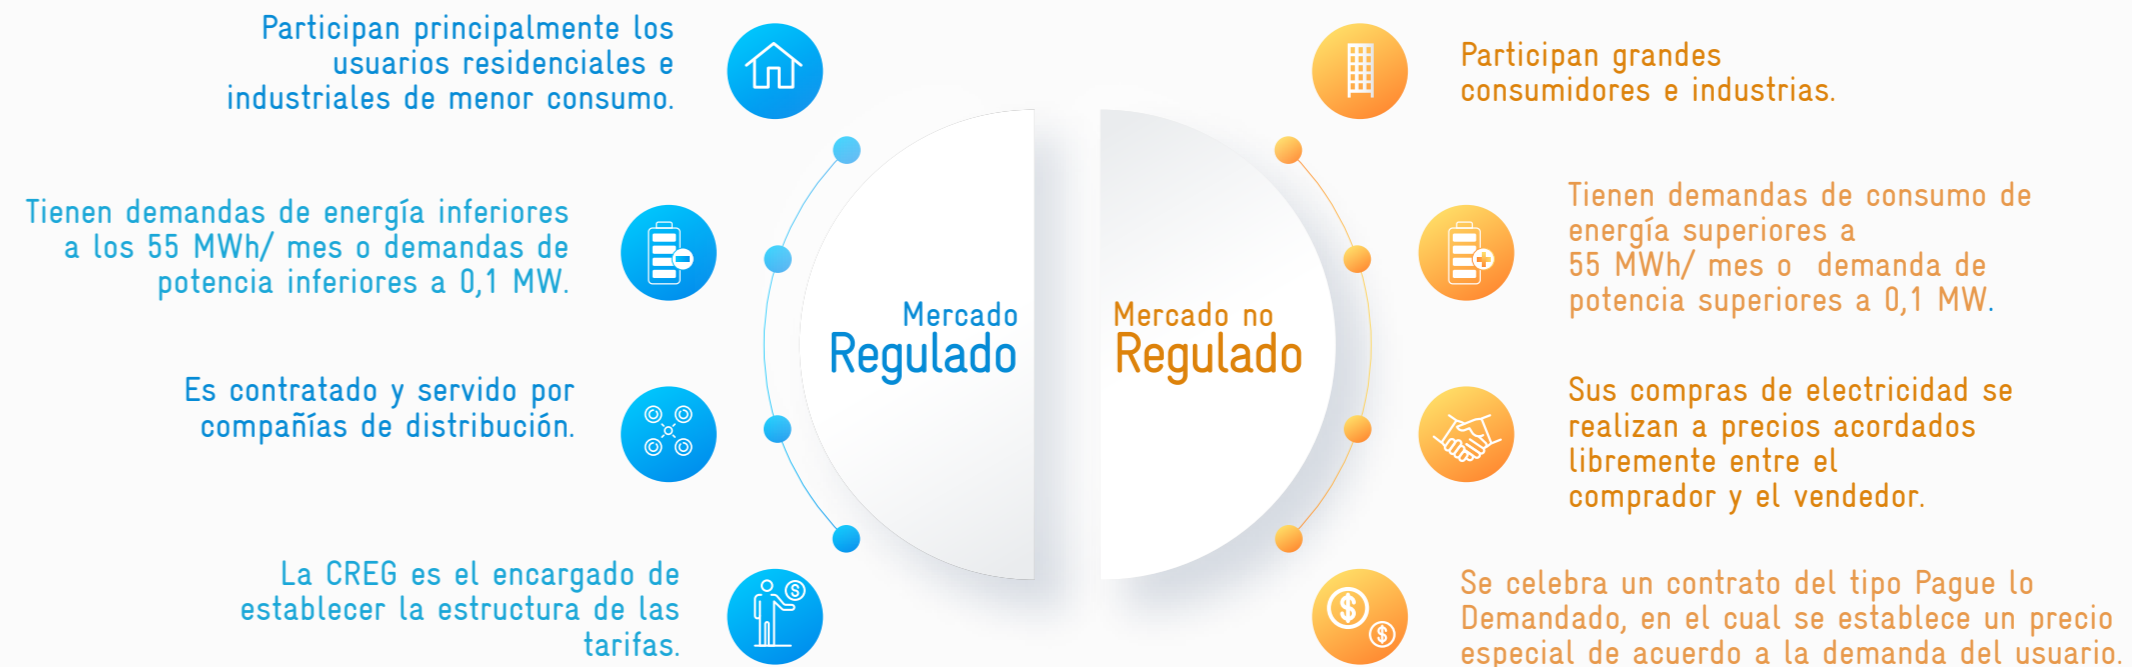 Participan principalmente los
usuarios residenciales e
industriales de menor consumo.
Tienen demandas de energía inferiores
a los 55 MWh/ mes o demandas de
potencia inferiores a 0,1 MW.
Es contratado y servido por
compañías de distribución.
La CREG es el encargado de
establecer la estructura de las
tarifas.
Mercado
Regulado
Mercado no
Regulado
Participan grandes
consumidores e industrias.
Tienen demandas de consumo de
energía superiores a
55 MWh/ mes o demanda de
potencia superiores a 0,1 MW.
Sus compras de electricidad se
realizan a precios acordados
libremente entre el
comprador y el vendedor.
Se celebra un contrato del tipo Pague lo
Demandado, en el cual se establece un precio
especial de acuerdo a la demanda del usuario.